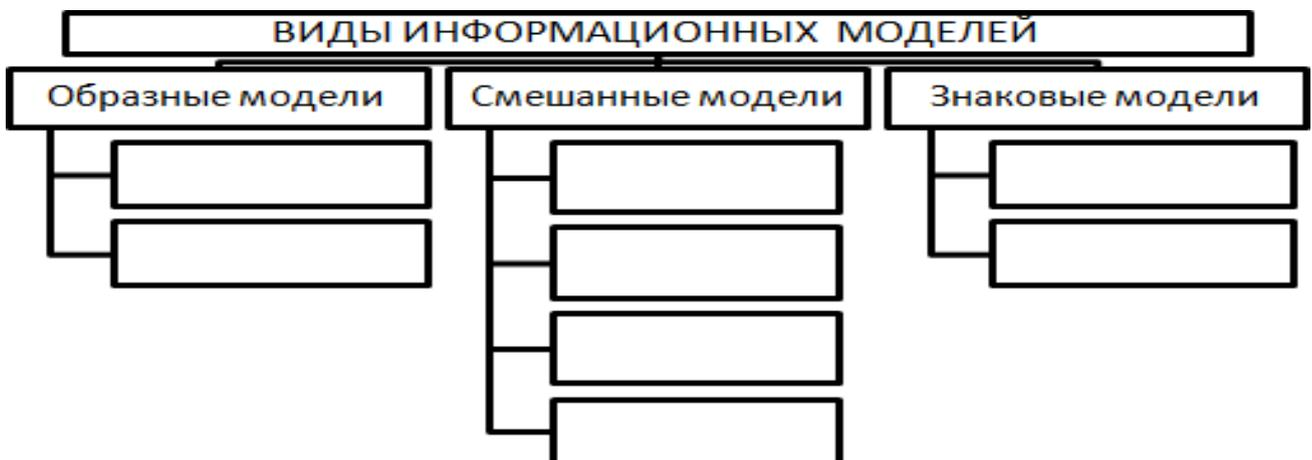 ВИДЫ ИНФОРМАЦИОННЫХ МОДЕЛЕЙ
Образные модели
Смешанные модели
Знаковые модели